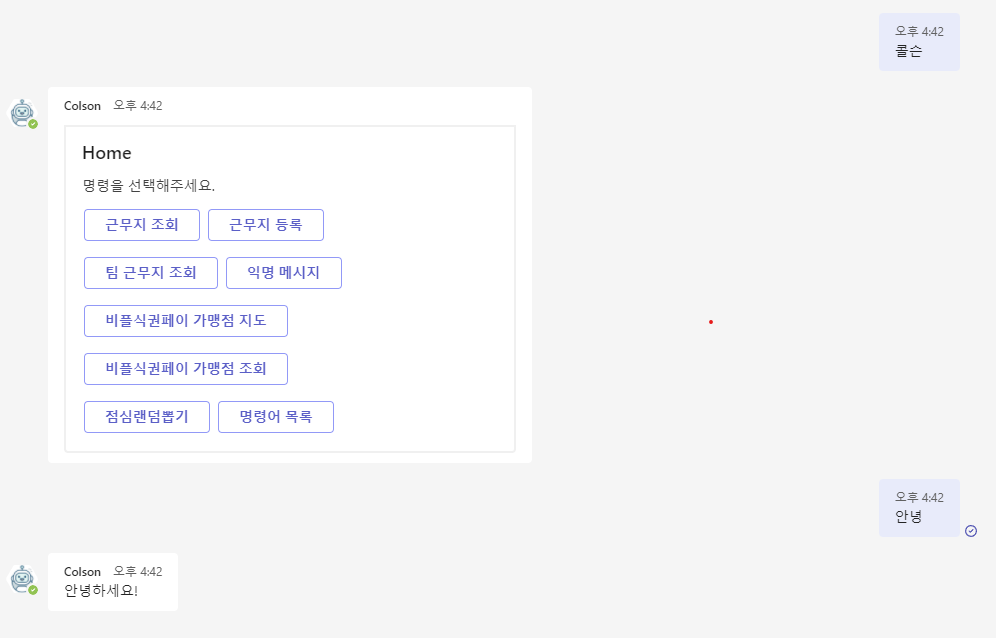 오후 4:42
콜슨
Colson 오후 4:42
Home
명령을 선택해주세요.
근무지 조회 근무지 등록
팀 근무지 조회 익명 메시지
비플식권페이 가맹점 지도
비플식권페이 가맹점 조회
점심랜덤뽑기 명령어 목록
오후 4:42
안녕
Colson 오후 4:42
안녕하세요!